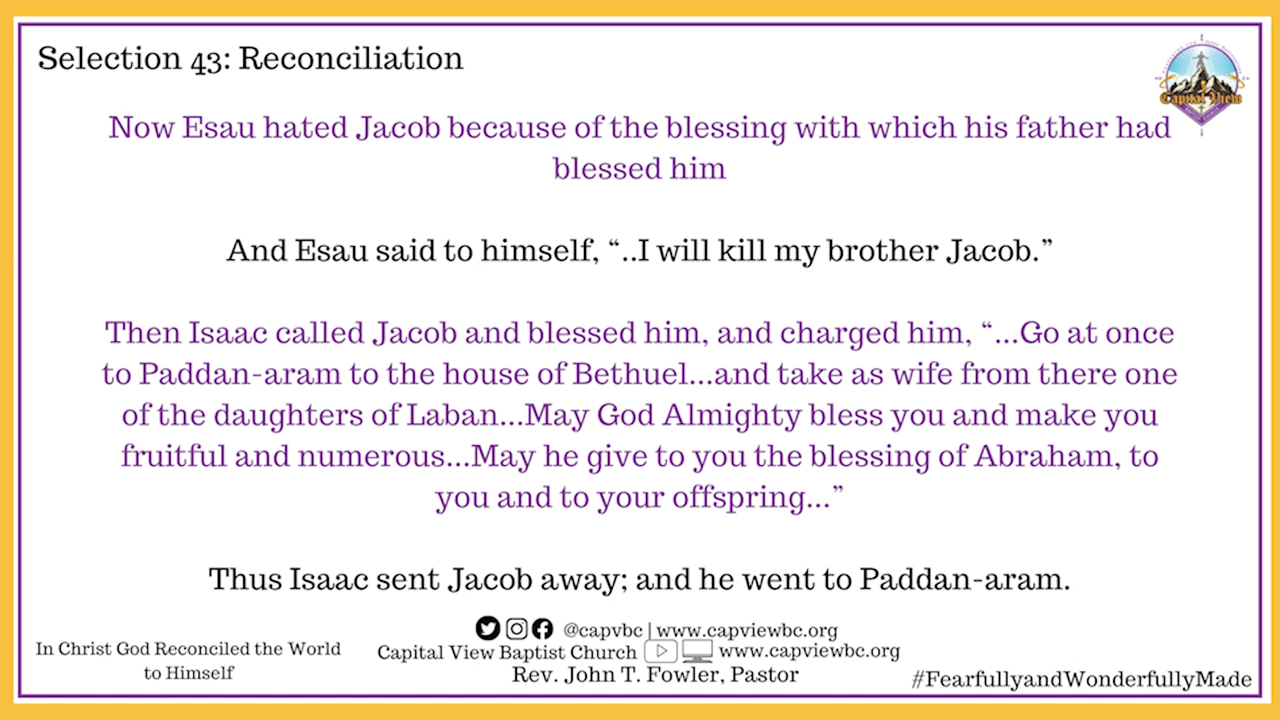 Selection 43: Reconciliation
Capital View
Now Esau hated Jacob because of the blessing with which his father had
blessed him
And Esau said to himself, “..I will kill my brother Jacob.”
Then Isaac called Jacob and blessed him, and charged him, “...Go at once
to Paddan-aram to the house of Bethuel...and take as wife from there one
of the daughters of Laban...May God Almighty bless you and make you
fruitful and numerous...May he give to you the blessing of Abraham, to
you and to your offspring...”
Thus Isaac sent Jacob away; and he went to Paddan-aram.
In Christ God Reconciled the World
to Himself
@capvbc | www.capviewbc.org
Capital View Baptist Church www.capviewbc.org
Rev. John T. Fowler, Pastor
#FearfullyandWonderfullyMade